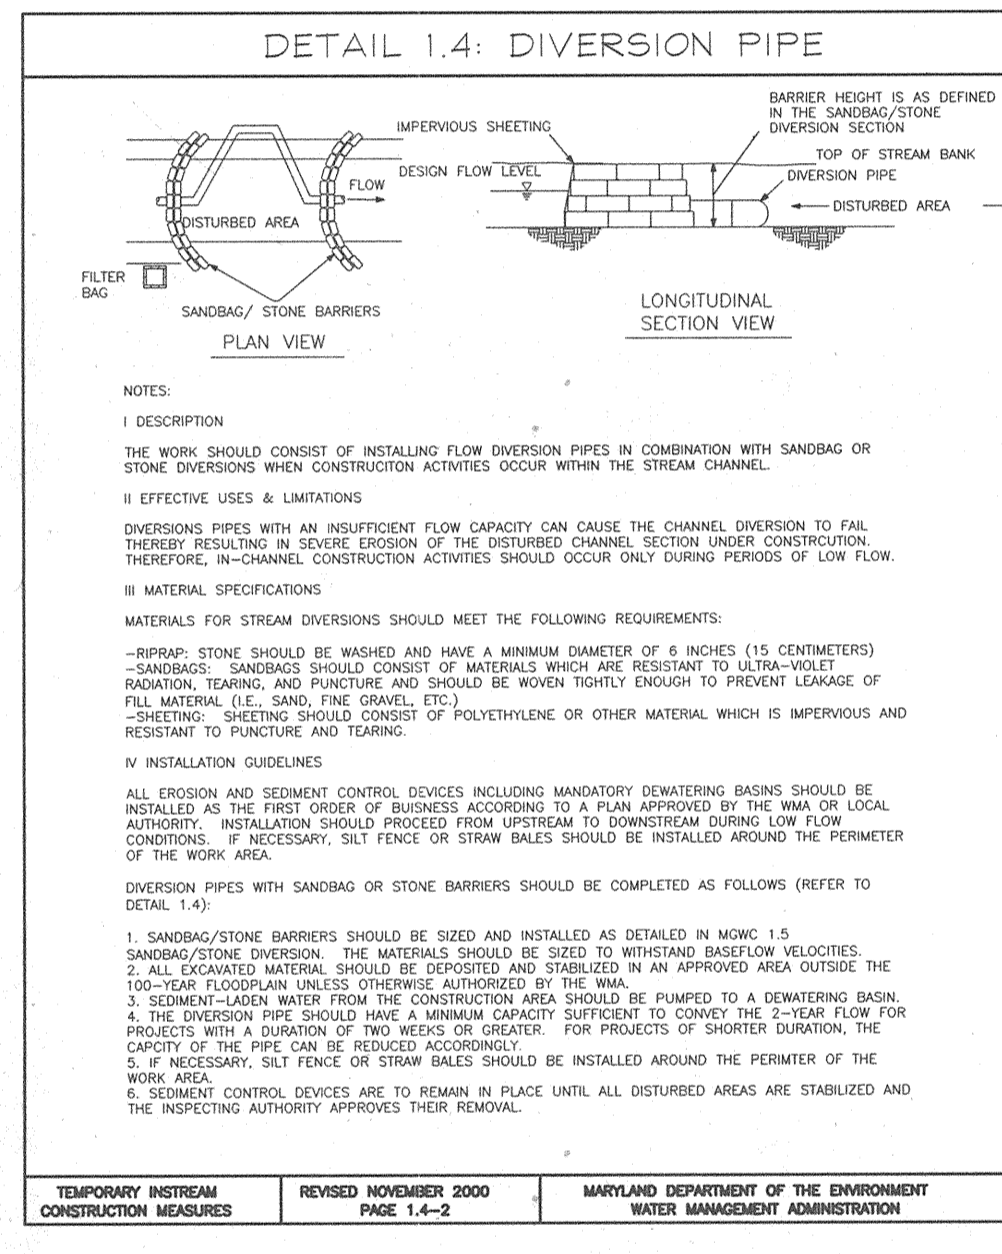 DETAIL 1.4: DIVERSION PIPE
BARRIER HEIGHT IS AS DEFINED
IN THE SANDBAG/STONE
DIVERSION SECTION
IMPERVIOUS SHEETING
TOP OF STREAM BANK
DESIGN FLOW LEVEL
DIVERSION PIPE
FLOW
DISTURBED AREA
DISTURBED AREA
FILTER
BAG
SANDBAG/ STONE BARRIERS
PLAN VIEW
LONGITUDINAL
SECTION VIEW
NOTES:
I DESCRIPTION
THE WORK SHOULD CONSIST OF INSTALLING FLOW DIVERSION PIPES IN COMBINATION WITH SANDBAG OR
STONE DIVERSIONS WHEN CONSTRUCITON ACTIVITIES OCCUR WITHIN THE STREAM CHANNEL.
II EFFECTIVE USES & LIMITATIONS
DIVERSIONS PIPES WITH AN INSUFFICIENT FLOW CAPACITY CAN CAUSE THE CHANNEL DIVERSION TO FAIL
THEREBY RESULTING IN SEVERE EROSION OF THE DISTURBED CHANNEL SECTION UNDER CONSTRCUTION.
THEREFORE, IN-CHANNEL CONSTRUCTION ACTIVITIES SHOULD OCCUR ONLY DURING PERIODS OF LOW FLOW.
III MATERIAL SPECIFICATIONS
MATERIALS FOR STREAM DIVERSIONS SHOULD MEET THE FOLLOWING REQUIREMENTS:
-RIPRAP: STONE SHOULD BE WASHED AND HAVE A MINIMUM DIAMETER OF 6 INCHES (15 CENTIMETERS)
-SANDBAGS: SANDBAGS SHOULD CONSIST OF MATERIALS WHICH ARE RESISTANT TO ULTRA-VIOLET
RADIATION, TEARING, AND PUNCTURE AND SHOULD BE WOVEN TIGHTLY ENOUGH TO PREVENT LEAKAGE OF
FILL MATERIAL (I.E., SAND, FINE GRAVEL, ETC.)
-SHEETING: SHEETING SHOULD CONSIST OF POLYETHYLENE OR OTHER MATERIAL WHICH IS IMPERVIOUS AND
RESISTANT TO PUNCTURE AND TEARING.
IV INSTALLATION GUIDELINES
ALL EROSION AND SEDIMENT CONTROL DEVICES INCLUDING MANDATORY DEWATERING BASINS SHOULD BE
INSTALLED AS THE FIRST ORDER OF BUISNESS ACCORDING TO A PLAN APPROVED BY THE WMA OR LOCAL
AUTHORITY. INSTALLATION SHOULD PROCEED FROM UPSTREAM TO DOWNSTREAM DURING LOW FLOW
CONDITIONS. IF NECESSARY, SILT FENCE OR STRAW BALES SHOULD BE INSTALLED AROUND THE PERIMETER
OF THE WORK AREA.
DIVERSION PIPES WITH SANDBAG OR STONE BARRIERS SHOULD BE COMPLETED AS FOLLOWS (REFER TO
DETAIL 1.4):
1. SANDBAG/STONE BARRIERS SHOULD BE SIZED AND INSTALLED AS DETAILED IN MGWC 1.5
SANDBAG/STONE DIVERSION. THE MATERIALS SHOULD BE SIZED TO WITHSTAND BASEFLOW VELOCITIES.
2. ALL EXCAVATED MATERIAL SHOULD BE DEPOSITED AND STABILIZED IN AN APPROVED AREA OUTSIDE THE
100-YEAR FLOODPLAIN UNLESS OTHERWISE AUTHORIZED BY THE WMA.
3. SEDIMENT-LADEN WATER FROM THE CONSTRUCTION AREA SHOULD BE PUMPED TO A DEWATERING BASIN.
4. THE DIVERSION PIPE SHOULD HAVE A MINIMUM CAPACITY SUFFICIENT TO CONVEY THE 2-YEAR FLOW FOR
PROJECTS WITH A DURATION OF TWO WEEKS OR GREATER. FOR PROJECTS OF SHORTER DURATION, THE
CAPCITY OF THE PIPE CAN BE REDUCED ACCORDINGLY.
5. IF NECESSARY, SILT FENCE OR STRAW BALES SHOULD BE INSTALLED AROUND THE PERIMTER OF THE
WORK AREA.
6. SEDIMENT CONTROL DEVICES ARE TO REMAIN IN PLACE UNTIL ALL DISTURBED AREAS ARE STABILIZED AND
THE INSPECTING AUTHORITY APPROVES THEIR REMOVAL.
TEMPORARY INSTREAM
CONSTRUCTION MEASURES
REVISED NOVEMBER 2000
PAGE 1.4-2
MARYLAND DEPARTMENT OF THE ENVIRONMENT
WATER MANAGEMENT ADMINISTRATION